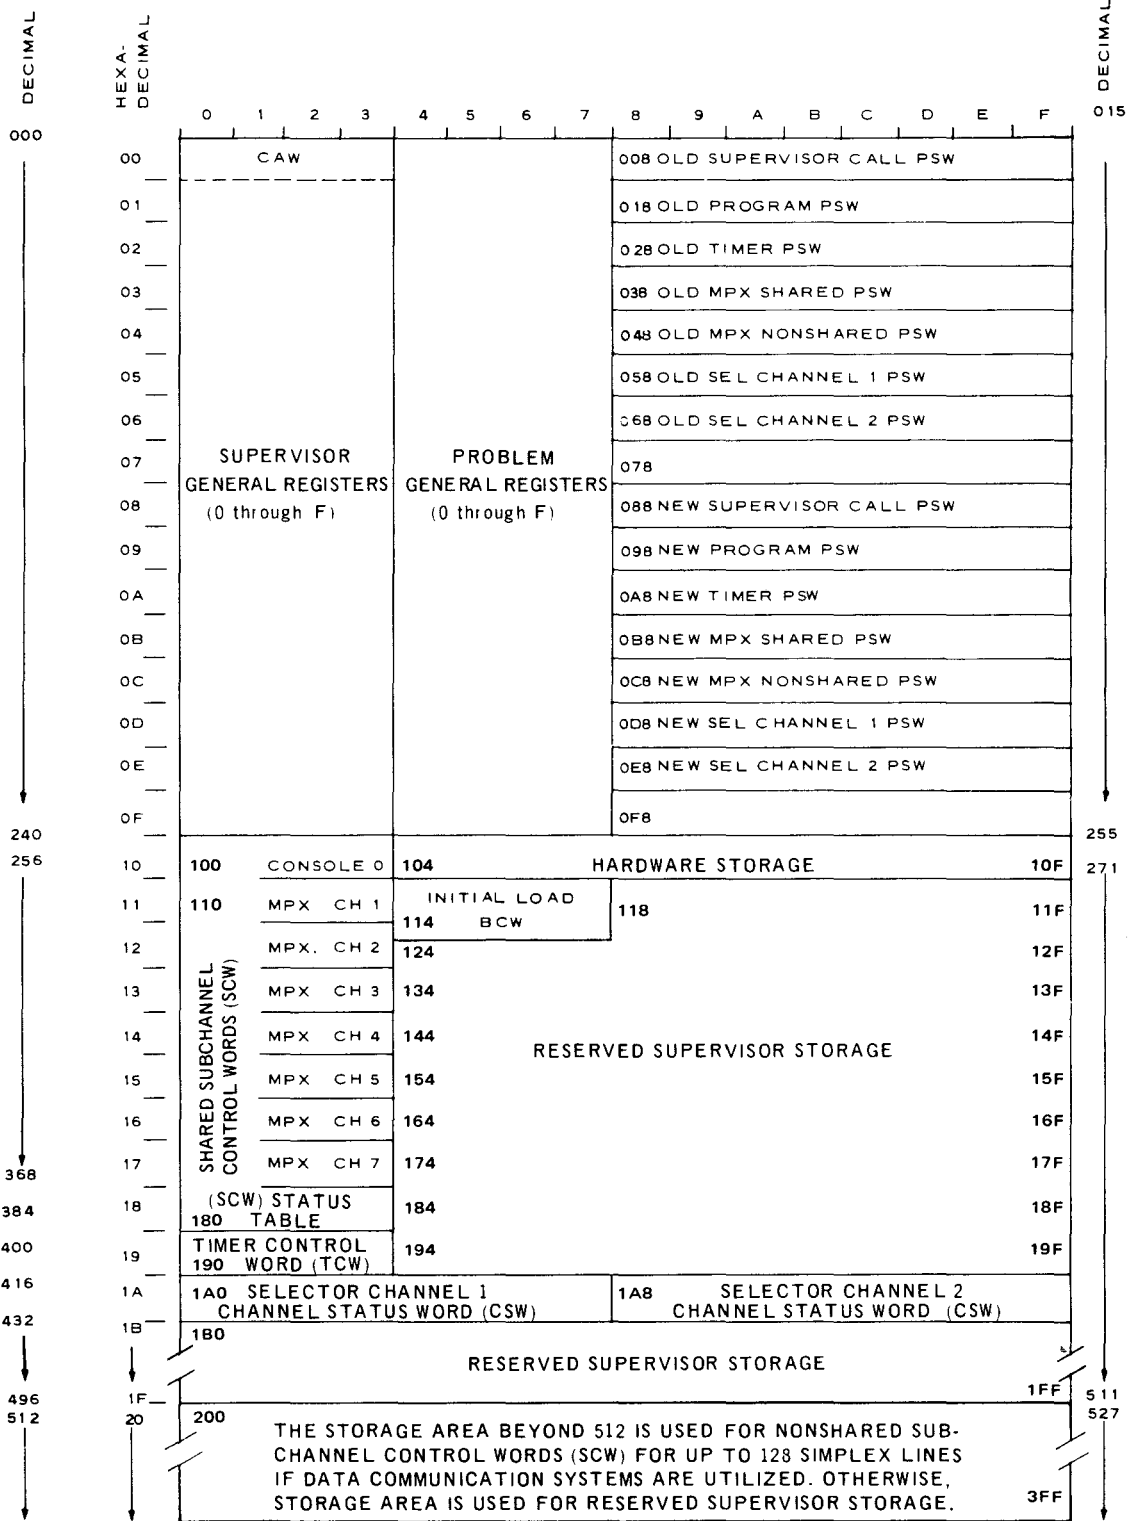 DECIMAL
HEXA-
DECIMAL
DECIMAL
0 1 2 3 4 5 6 7 8 9 A B C D E F
000
015
00 CAW 008 OLD SUPERVISOR CALL PSW
01 018 OLD PROGRAM PSW
02 028 OLD TIMER PSW
03 038 OLD MPX SHARED PSW
04 048 OLD MPX NONSHARED PSW
05 058 OLD SEL CHANNEL 1 PSW
06 068 OLD SEL CHANNEL 2 PSW
07 078
SUPERVISOR
GENERAL REGISTERS
(0 through F)
PROBLEM
GENERAL REGISTERS
(0 through F)
08 088 NEW SUPERVISOR CALL PSW
09 098 NEW PROGRAM PSW
0A 0A8 NEW TIMER PSW
0B 0B8 NEW MPX SHARED PSW
0C 0C8 NEW MPX NONSHARED PSW
0D 0D8 NEW SEL CHANNEL 1 PSW
0E 0E8 NEW SEL CHANNEL 2 PSW
0F 0F8
240 255
256 10 100 CONSOLE 0 104 HARDWARE STORAGE 10F 271
11 110 MPX CH 1 114 INITIAL LOAD
BCW
118 11F
12 MPX. CH 2 124 12F
13 MPX CH 3 134 13F
14 MPX CH 4 144 RESERVED SUPERVISOR STORAGE 14F
15 MPX CH 5 154 15F
16 MPX CH 6 164 16F
17 MPX CH 7 174 17F
SHARED SUBCHANNEL
CONTROL WORDS (SCW)
368
384 18 (SCW) STATUS
180 TABLE
184 18F
400 19 TIMER CONTROL
190 WORD (TCW)
194 19F
416 1A 1A0 SELECTOR CHANNEL 1
CHANNEL STATUS WORD (CSW)
1A8 SELECTOR CHANNEL 2
CHANNEL STATUS WORD (CSW)
432 1B 1B0
RESERVED SUPERVISOR STORAGE
496 1F 1FF 511
512 20 200 527
THE STORAGE AREA BEYOND 512 IS USED FOR NONSHARED SUB-
CHANNEL CONTROL WORDS (SCW) FOR UP TO 128 SIMPLEX LINES
IF DATA COMMUNICATION SYSTEMS ARE UTILIZED. OTHERWISE,
STORAGE AREA IS USED FOR RESERVED SUPERVISOR STORAGE.
3FF